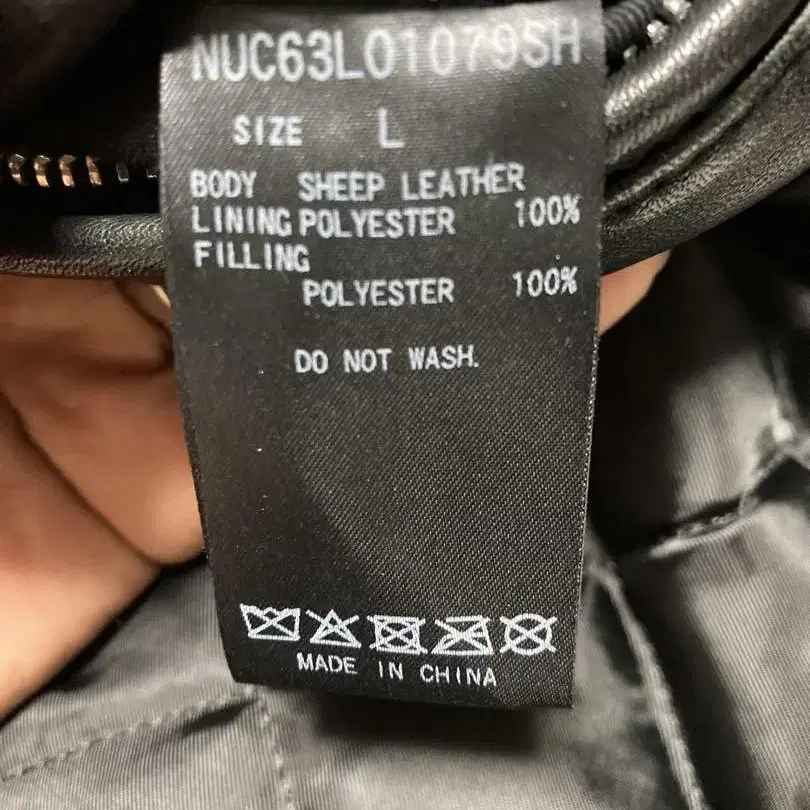 NUC63L01079SH
SIZE L
BODY SHEEP LEATHER
LINING POLYESTER 100%
FILLING
POLYESTER 100%
DO NOT WASH.
MADE IN CHINA